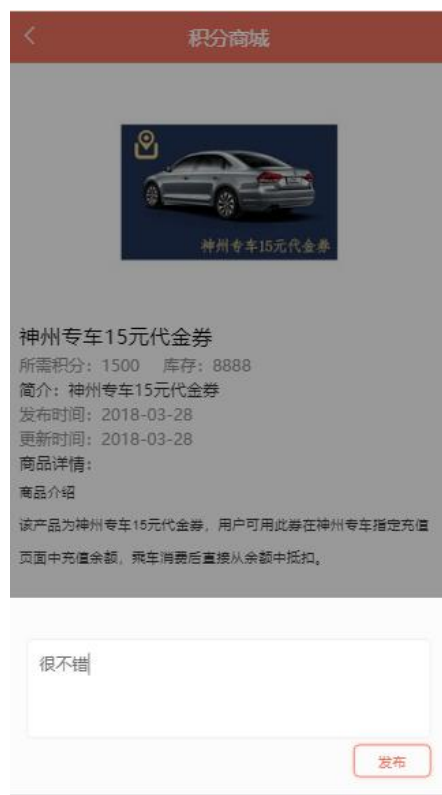 积分商城
神州专车15元代金券
神州专车15元代金券
所需积分：1500 库存：8888
简介：神州专车15元代金券
发布时间：2018-03-28
更新时间：2018-03-28
商品详情：
商品介绍
该产品为神州专车15元代金券，用户可用此券在神州专车指定充值
页面中充值余额，乘车消费后直接从余额中抵扣。
很不错
发布